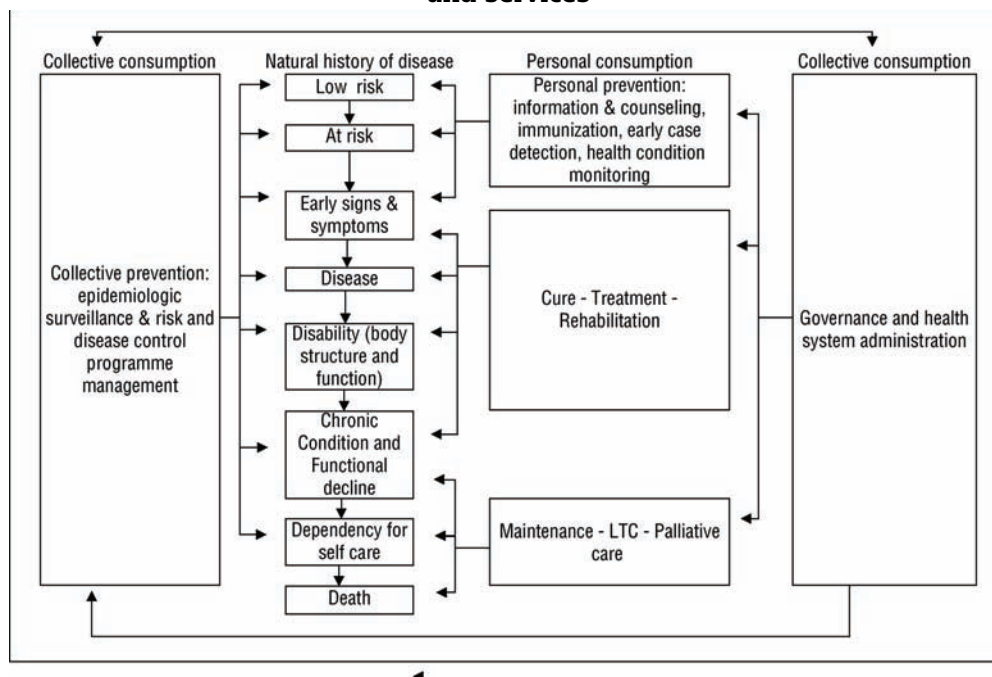 and services
Collective consumption
Natural history of disease
Personal consumption
Collective consumption
Collective prevention:
epidemiologic
surveillance & risk and
disease control
programme
management
Low risk
At risk
Early signs &
symptoms
Disease
Disability (body
structure and
function)
Chronic
Condition and
Functional
decline
Dependency for
self care
Death
Personal prevention:
information & counseling,
immunization, early case
detection, health condition
monitoring
Cure - Treatment -
Rehabilitation
Maintenance - LTC - Palliative
care
Governance and health
system administration